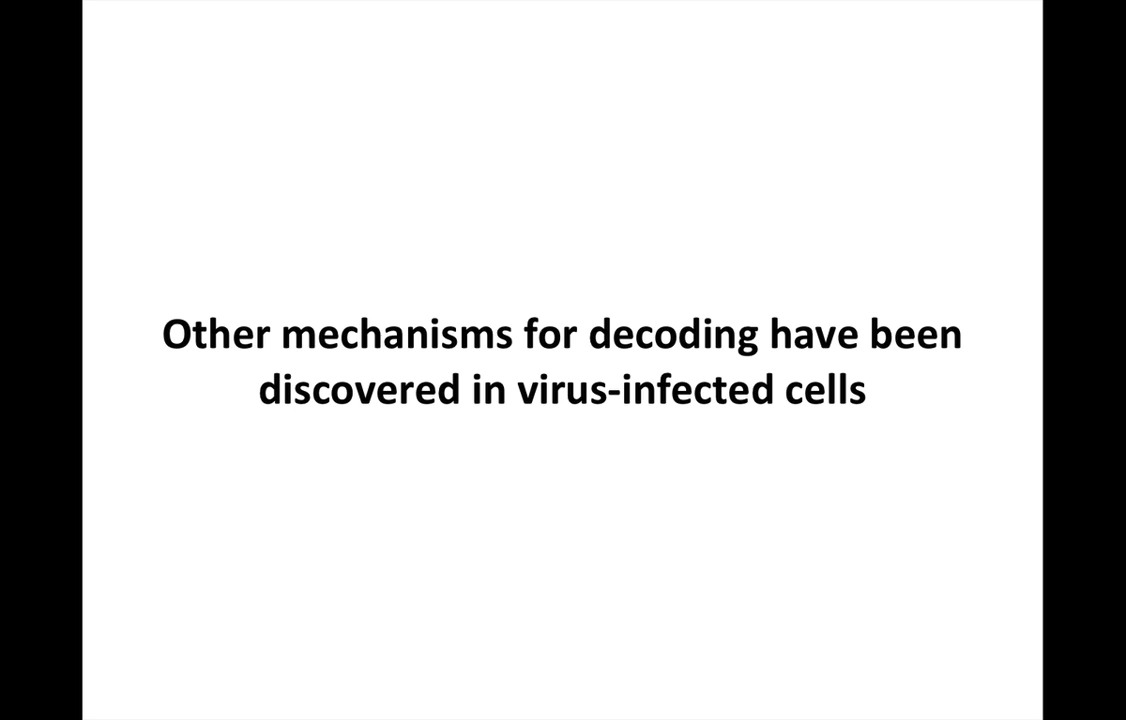 Other mechanisms for decoding have been
discovered in virus-infected cells